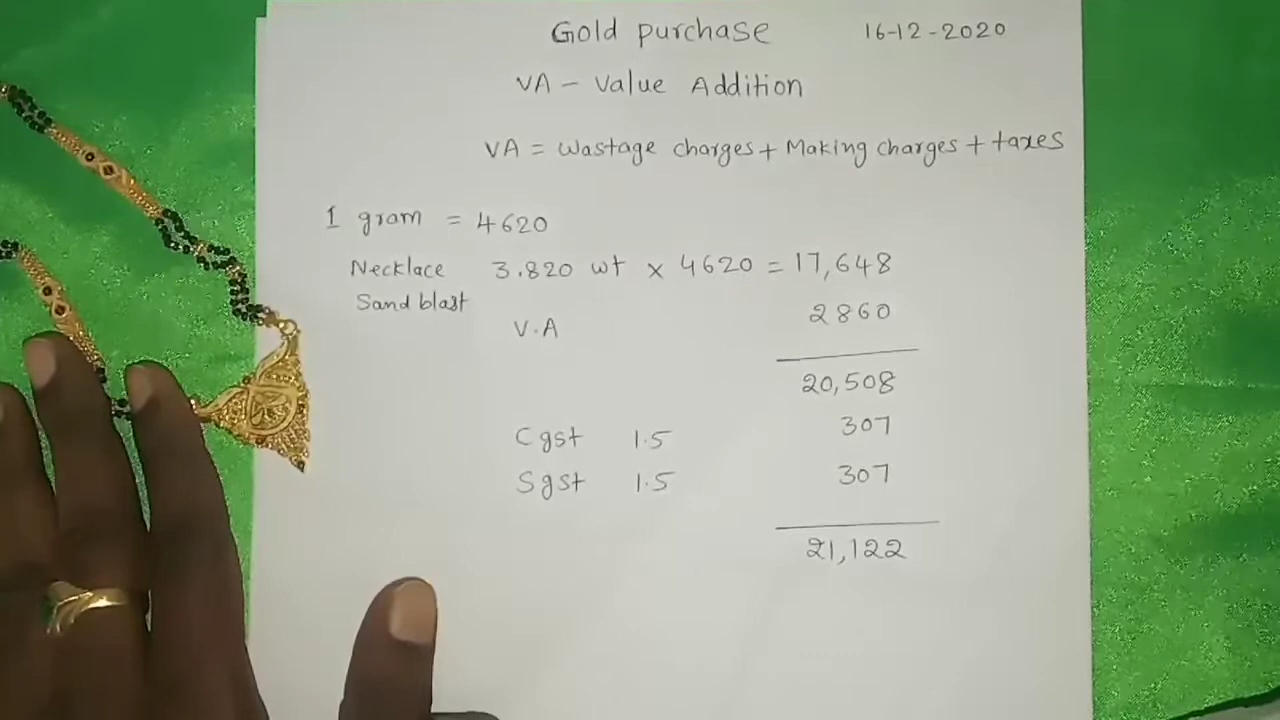 Gold purchase 16-12-2020
VA - Value Addition
VA = Wastage charges + Making charges + taxes
1 gram = 4620
Necklace 3.820 wt x 4620 = 17,648
Sand blast
V.A 2860
20,508
Cgst 1.5 307
Sgst 1.5 307
21,122